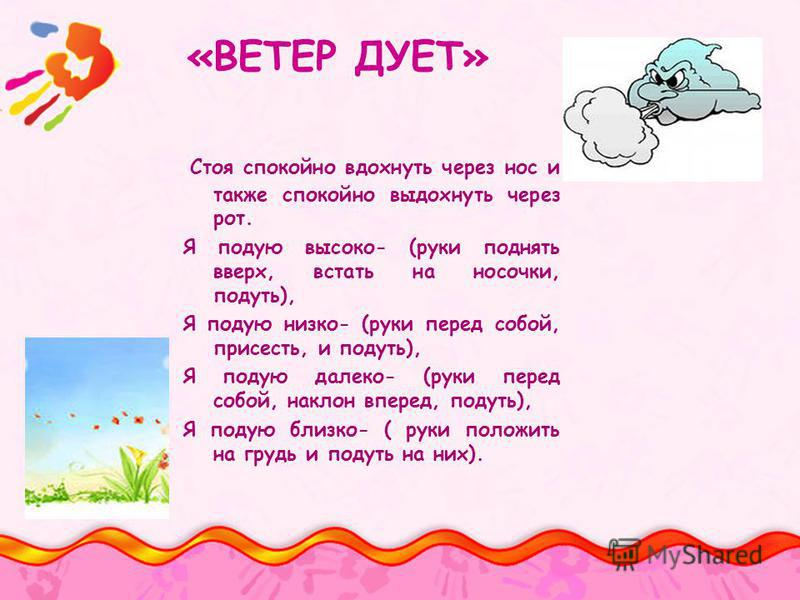 «ВЕТЕР ДУЕТ»
Стоя спокойно вдохнуть через нос и
также спокойно выдохнуть через
рот.
Я подую высоко- (руки поднять
вверх, встать на носочки,
подуть),
Я подую низко- (руки перед собой,
присесть, и подуть),
Я подую далеко- (руки перед
собой, наклон вперед, подуть),
Я подую близко- ( руки положить
на грудь и подуть на них).
MyShared